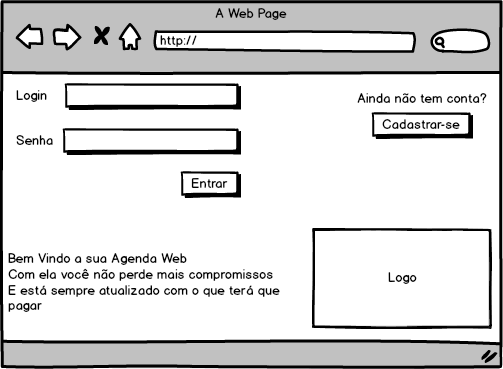 A Web Page
http://
Login
Ainda não tem conta?
Cadastrar-se
Senha
Entrar
Bem Vindo a sua Agenda Web
Com ela você não perde mais compromissos
E está sempre atualizado com o que terá que
pagar
Logo